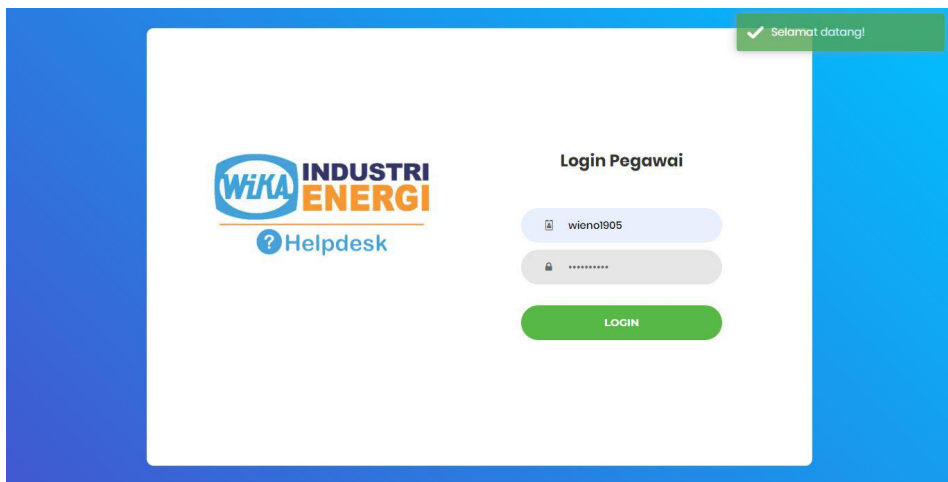 Selamat datang!
WiKA INDUSTRI
ENERGI
? Helpdesk
Login Pegawai
wieno1905
••••••••••
LOGIN